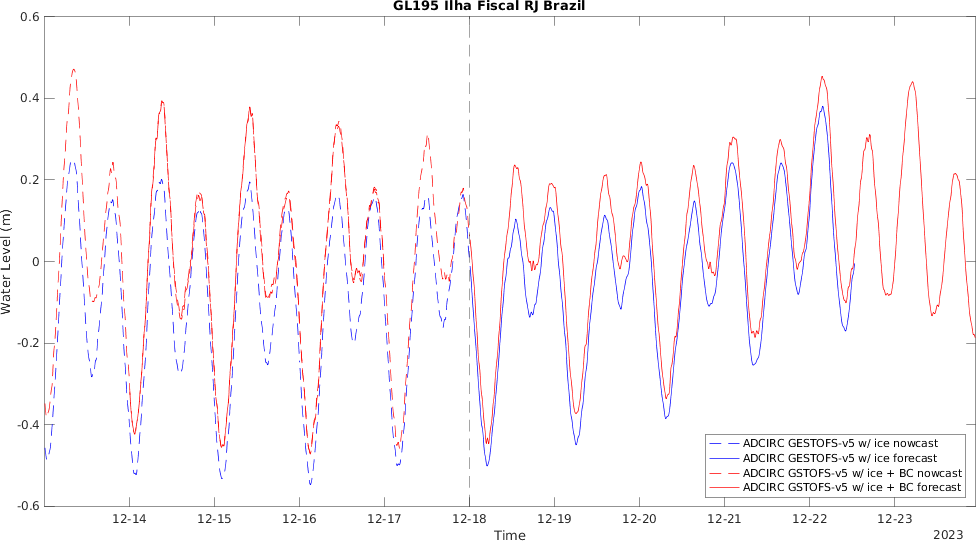 GL195 Ilha Fiscal RJ Brazil
0.6
0.4
0.2
0
-0.2
-0.4
-0.6
Water Level (m)
ADCIRC GESTOFS-v5 w/ ice nowcast
ADCIRC GESTOFS-v5 w/ ice forecast
ADCIRC GSTOFS-v5 w/ ice + BC nowcast
ADCIRC GSTOFS-v5 w/ ice + BC forecast
12-14 12-15 12-16 12-17 12-18 12-19 12-20 12-21 12-22 12-23
Time
2023